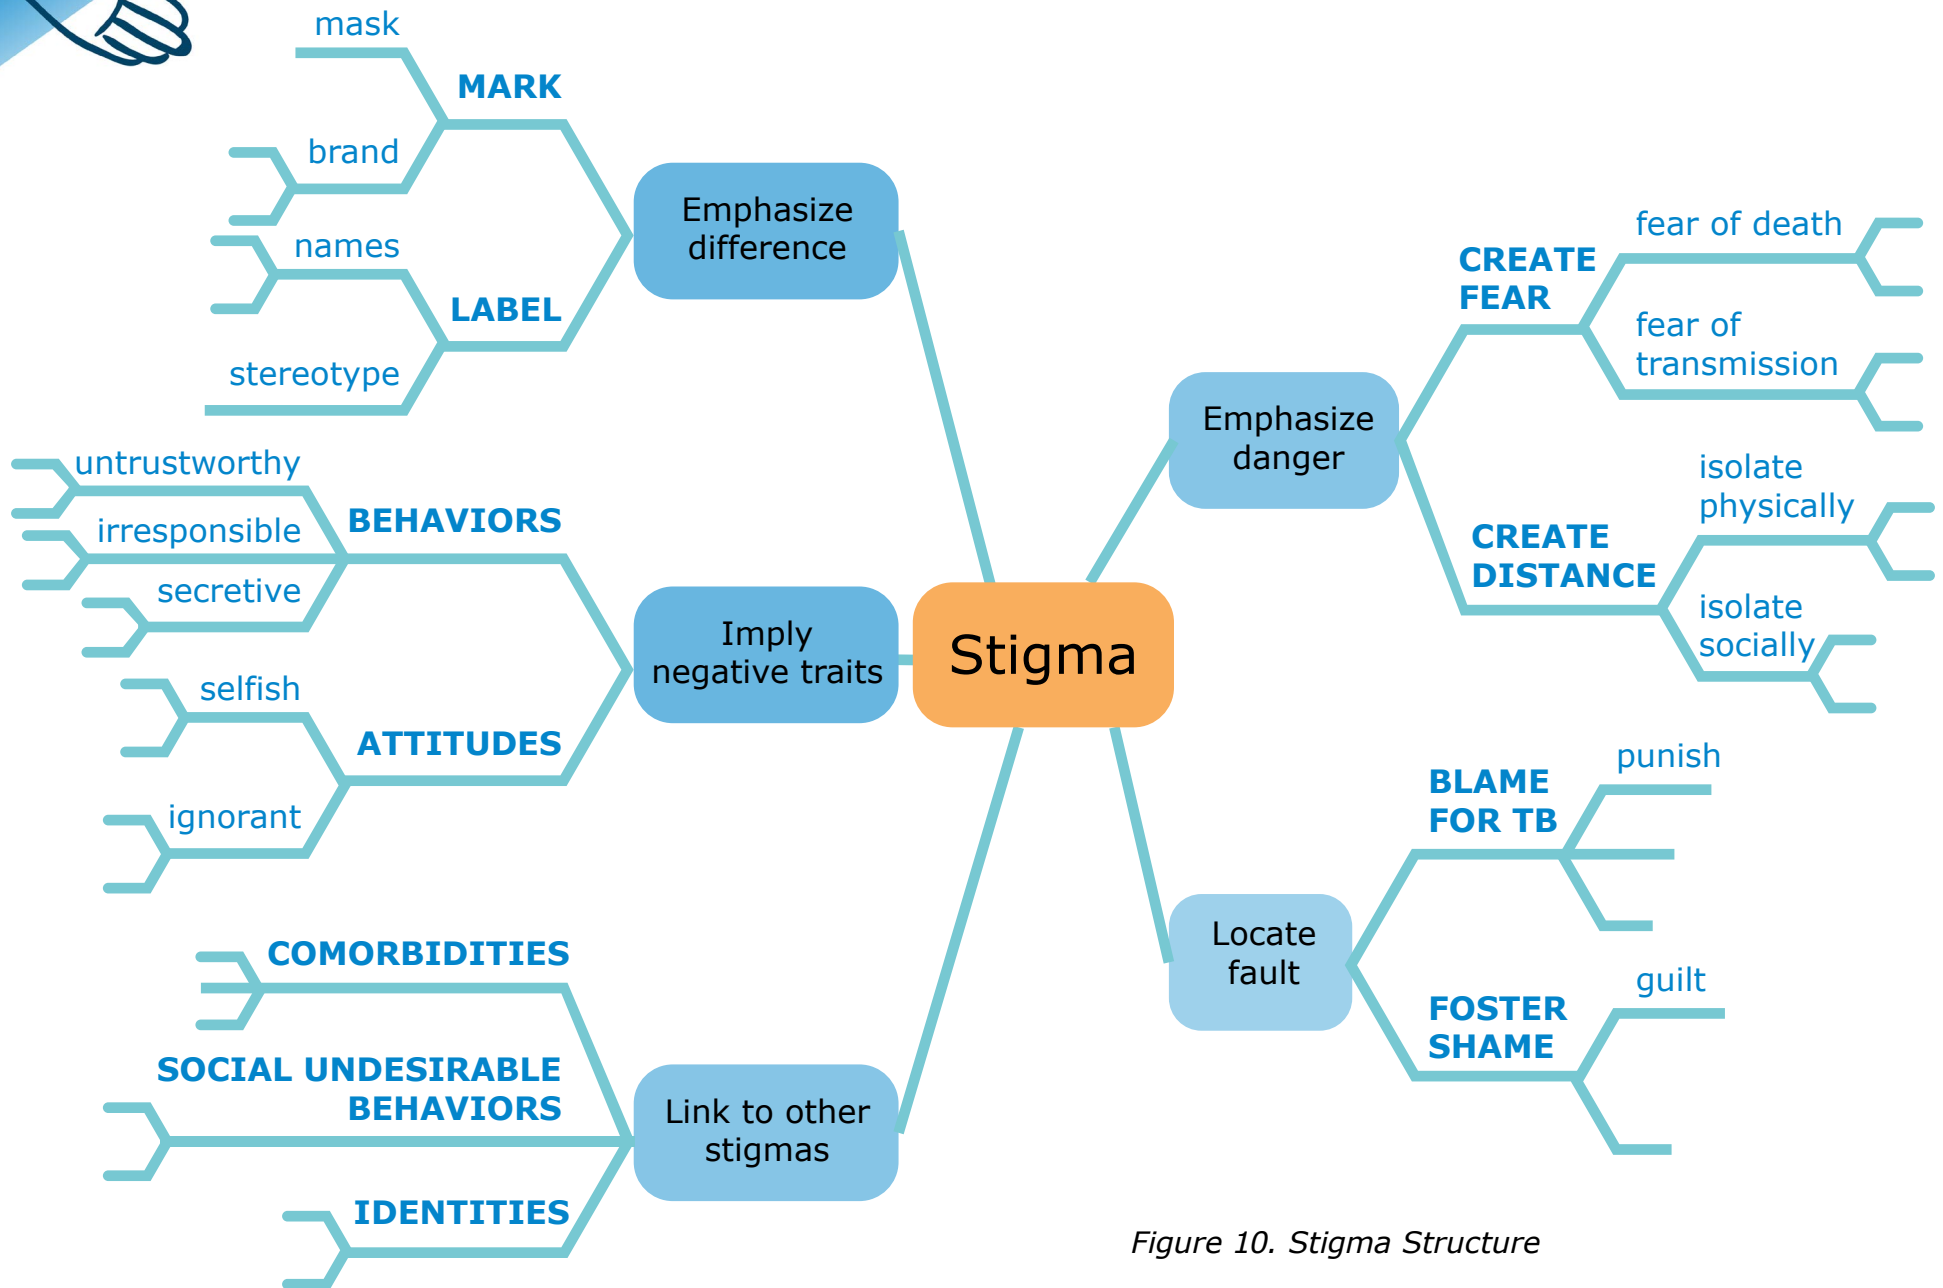 mask
MARK
brand
names
LABEL
stereotype
Emphasize
difference
untrustworthy
BEHAVIORS
irresponsible
secretive
selfish
ATTITUDES
ignorant
Imply
negative traits
COMORBIDITIES
SOCIAL UNDESIRABLE
BEHAVIORS
IDENTITIES
Link to other
stigmas
Stigma
Emphasize
danger
CREATE
FEAR
fear of death
fear of
transmission
CREATE
DISTANCE
isolate
physically
isolate
socially
Locate
fault
BLAME
FOR TB
punish
FOSTER
SHAME
guilt
Figure 10. Stigma Structure